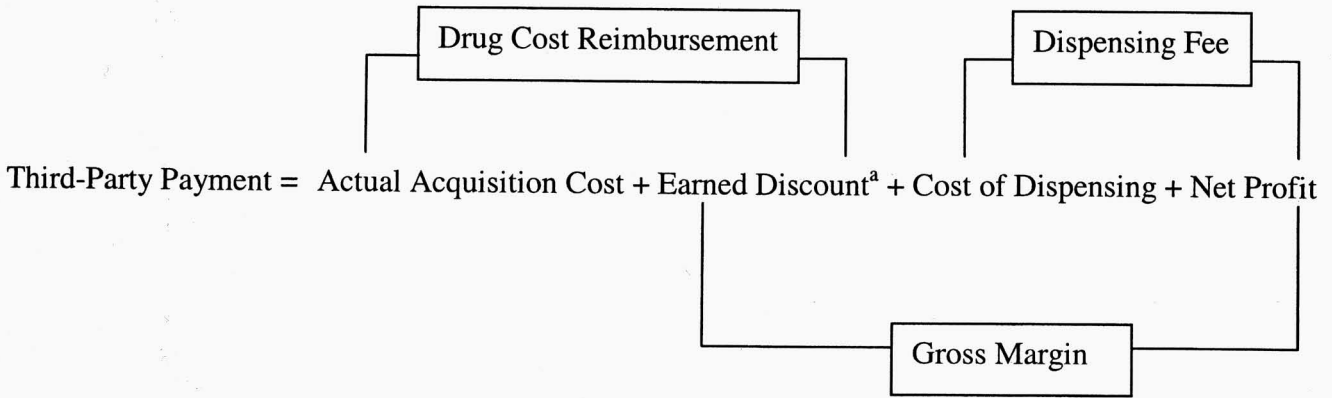 Drug Cost Reimbursement
Dispensing Fee
Third-Party Payment = Actual Acquisition Cost + Earned Discountᵃ + Cost of Dispensing + Net Profit
Gross Margin